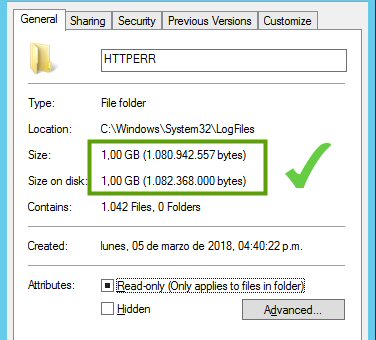 General Sharing Security Previous Versions Customize
HTTPERR
Type: File folder
Location: C:\Windows\System32\LogFiles
Size: 1,00 GB (1.080.942.557 bytes)
Size on disk: 1,00 GB (1.082.368.000 bytes)
Contains: 1.042 Files, 0 Folders
Created: lunes, 05 de marzo de 2018, 04:40:22 p.m.
Attributes: Read-only (Only applies to files in folder)
Hidden Advanced...